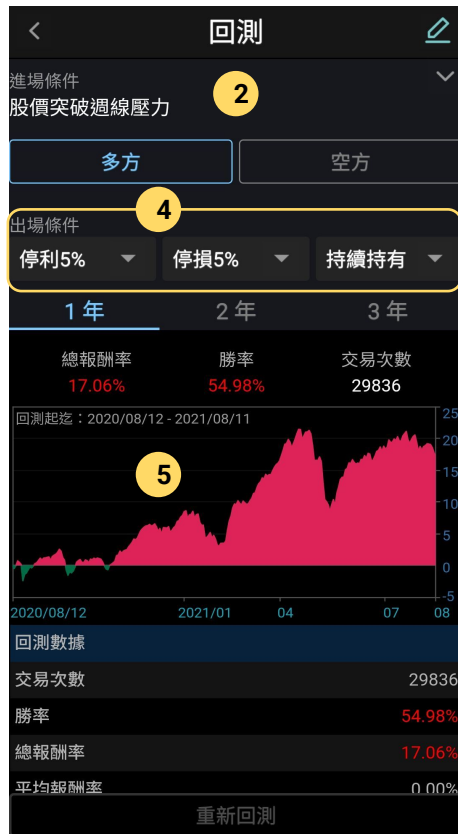 回測
進場條件
2
股價突破週線壓力
多方 空方
4
出場條件
停利5% 停損5% 持續持有
1 年 2 年 3 年
總報酬率 勝率 交易次數
17.06% 54.98% 29836
回測起迄：2020/08/12 - 2021/08/11
25
20
15
5
10
5
0
-5
2020/08/12 2021/01 04 07 08
回測數據
交易次數 29836
勝率 54.98%
總報酬率 17.06%
平均報酬率 0.00%
重新回測